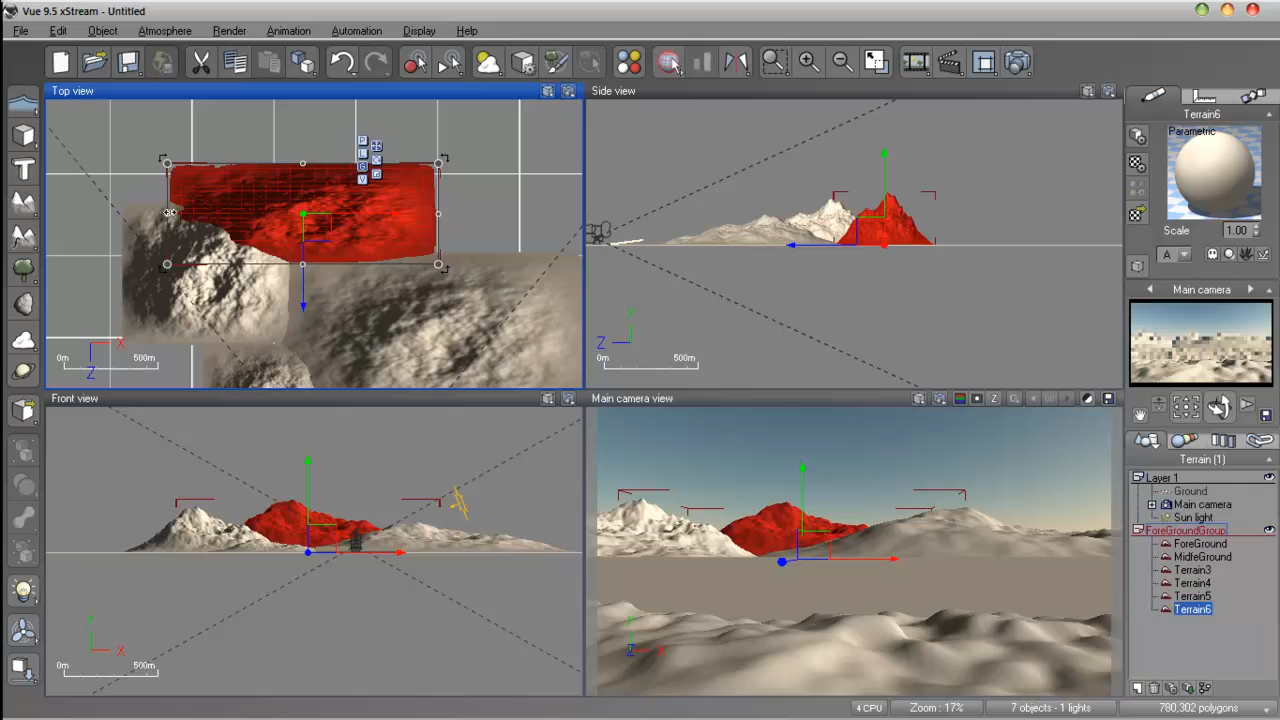 Vue 9.5 xStream - Untitled
File Edit Object Atmosphere Render Animation Automation Display Help
Top view
Side view
Terrain6
Parametric
Scale 1.00
A
P
L
G
V
Y
X
Z
0m 500m
Z
0m 500m
Main camera
Front view
Main camera view
Z
Terrain (1)
Layer 1
Ground
Main camera
Sun light
ForeGroundGroup
ForeGround
MidleGround
Terrain3
Terrain4
Terrain5
Terrain6
Y
X
0m 500m
Y
Z X
4 CPU Zoom : 17% 7 objects - 1 lights 780,302 polygons